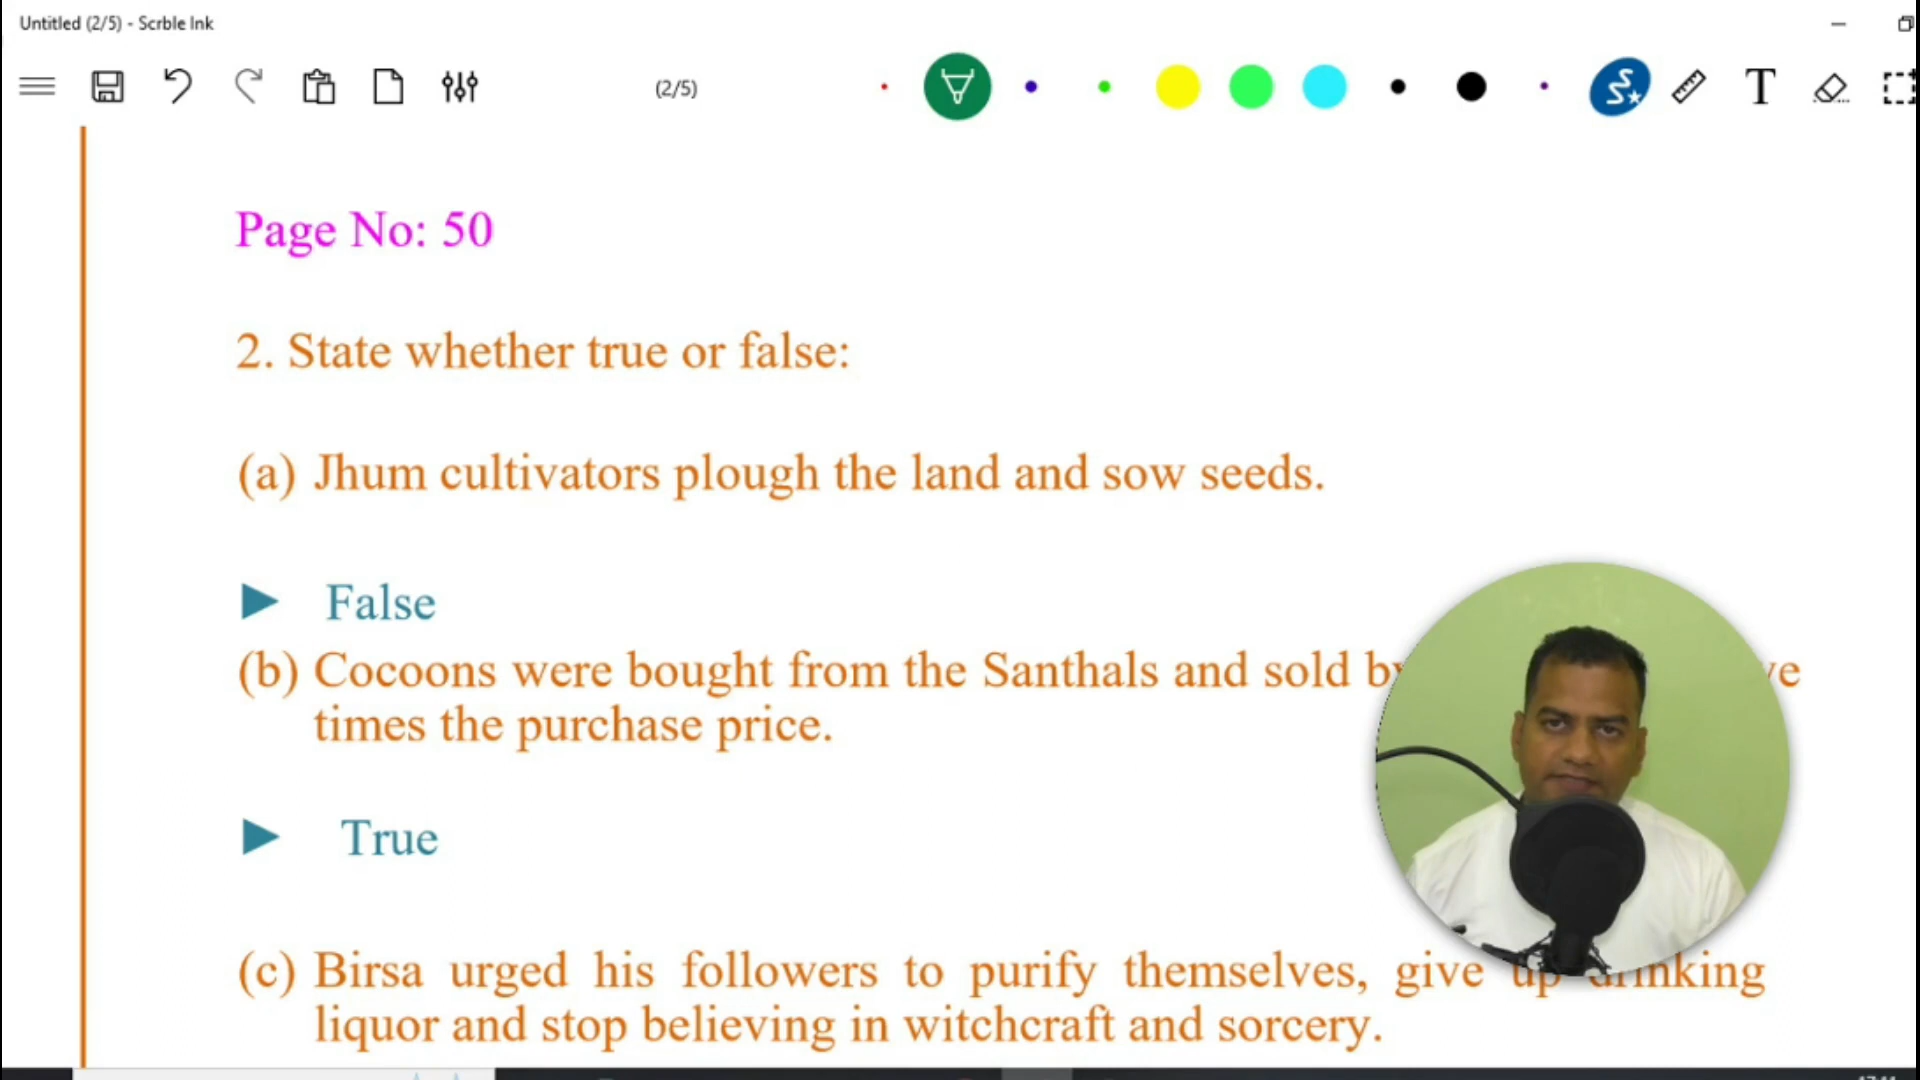 Untitled (2/5) - Scrble Ink
(2/5)
T
Page No: 50
2. State whether true or false:
(a) Jhum cultivators plough the land and sow seeds.
► False
(b) Cocoons were bought from the Santhals and sold
times the purchase price.
► True
(c) Birsa urged his followers to purify themselves, give up drinking
liquor and stop believing in witchcraft and sorcery.